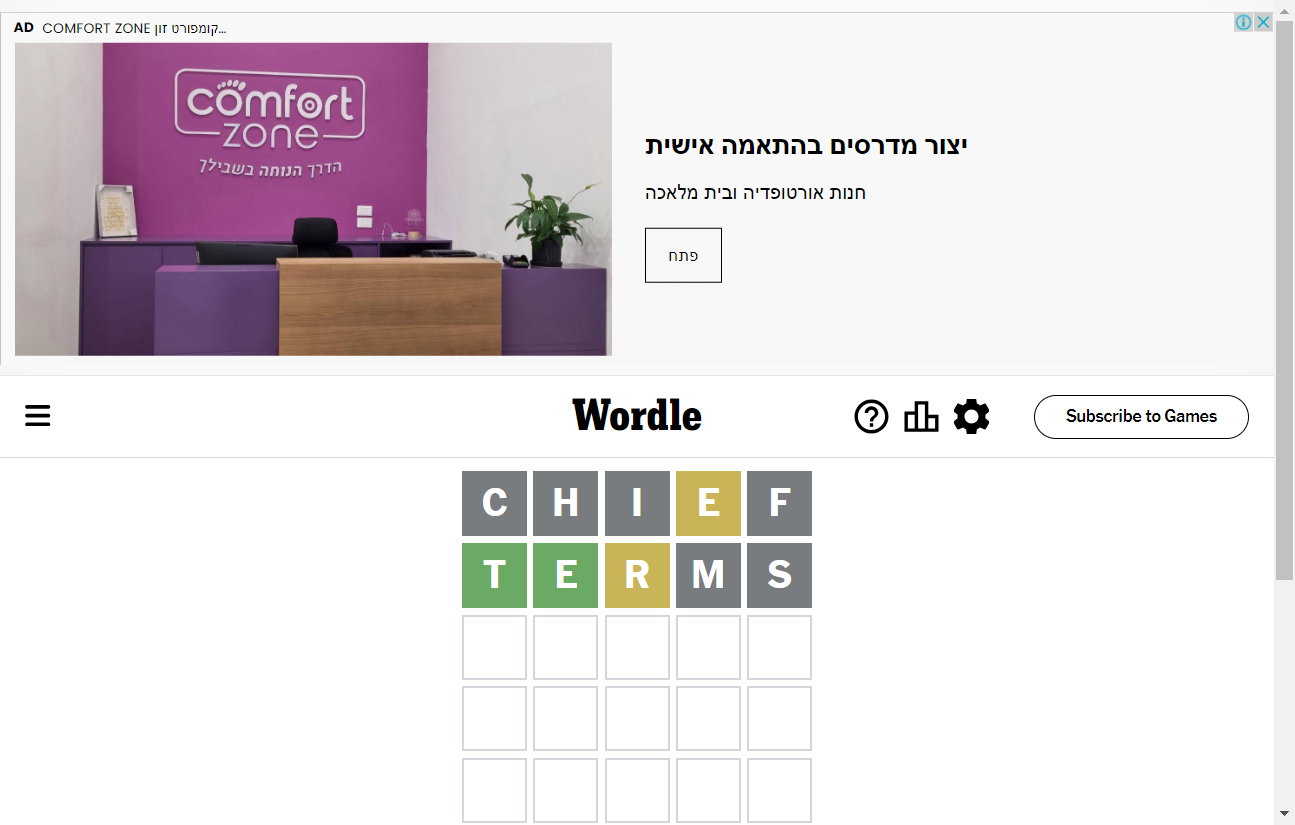 AD COMFORT ZONE קומפורט זון...
comfort
zone
הדרך הנוחה בשבילך
יצור מדרסים בהתאמה אישית
חנות אורטופדיה ובית מלאכה
פתח
Wordle
Subscribe to Games
C H I E F
T E R M S